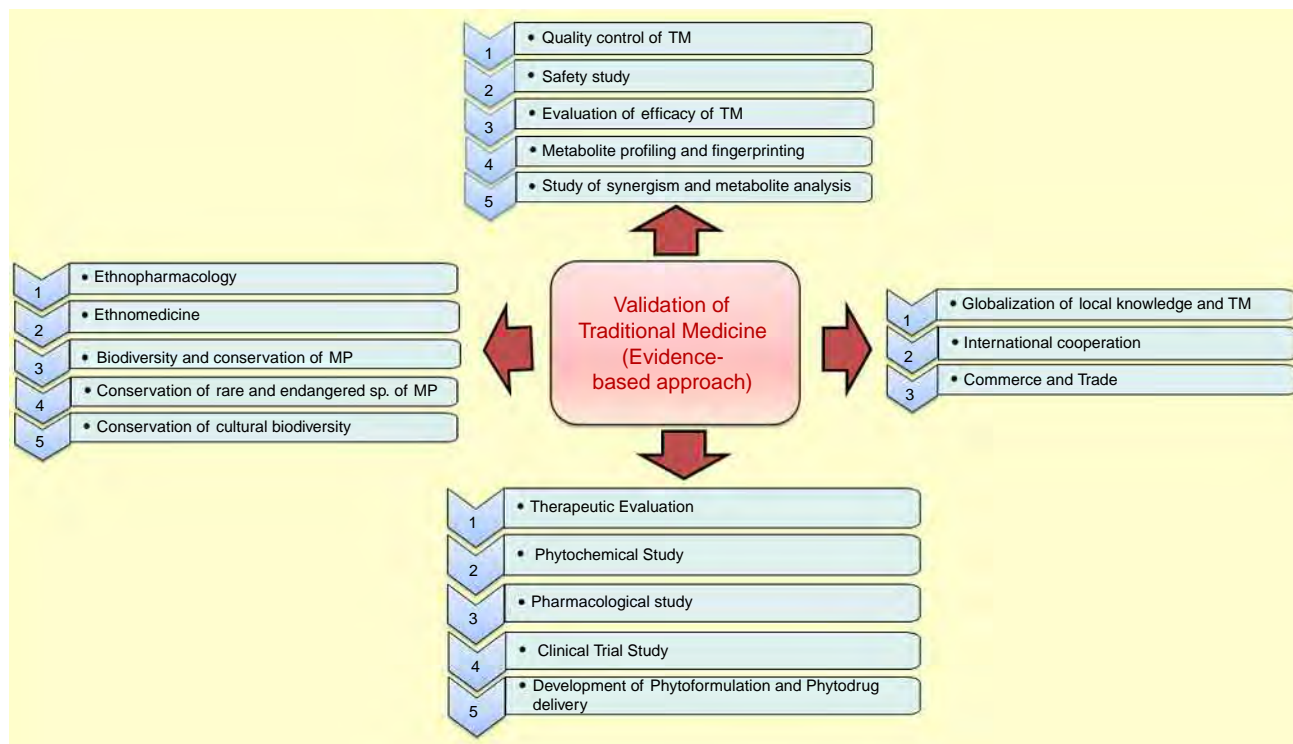 1
• Quality control of TM
2
• Safety study
3
• Evaluation of efficacy of TM
4
• Metabolite profiling and fingerprinting
5
• Study of synergism and metabolite analysis
1
• Ethnopharmacology
2
• Ethnomedicine
3
• Biodiversity and conservation of MP
4
• Conservation of rare and endangered sp. of MP
5
• Conservation of cultural biodiversity
Validation of
Traditional Medicine
(Evidence-
based approach)
1
• Globalization of local knowledge and TM
2
• International cooperation
3
• Commerce and Trade
1
• Therapeutic Evaluation
2
• Phytochemical Study
3
• Pharmacological study
4
• Clinical Trial Study
5
• Development of Phytoformulation and Phytodrug
delivery